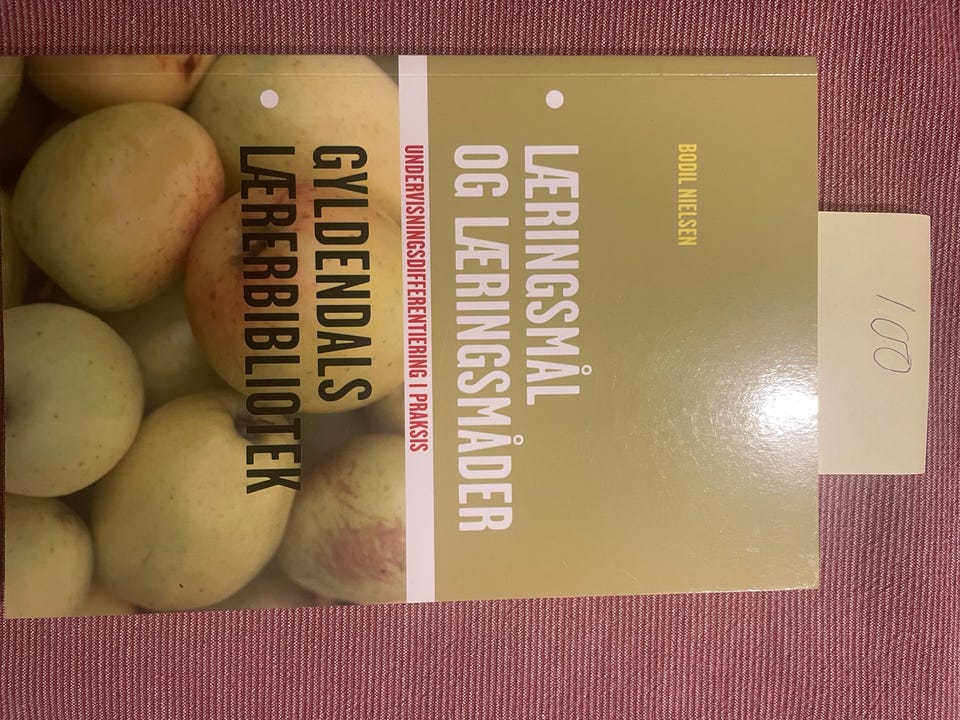 100
BODIL NIELSEN
LÆRINGSMÅL
OG LÆRINGSMÅDER
UNDERVISNINGSDIFFERENTIERING I PRAKSIS
GYLDENDALS
LÆRERBIBLIOTEK